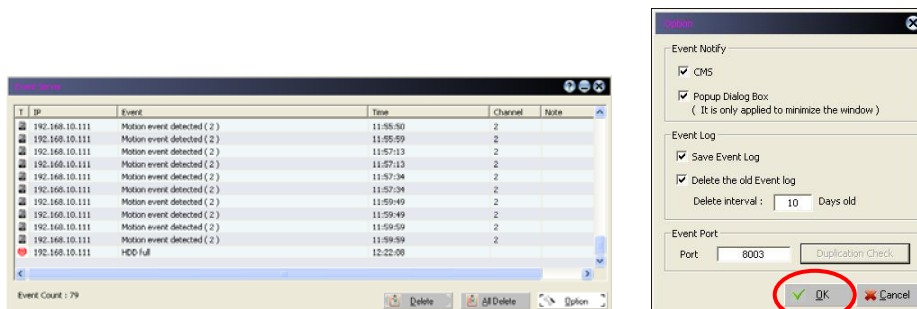 Event Server
T IP Event Time Channel Note
192.168.10.111 Motion event detected ( 2 ) 11:55:50 2
192.168.10.111 Motion event detected ( 2 ) 11:55:59 2
192.168.10.111 Motion event detected ( 2 ) 11:57:13 2
192.168.10.111 Motion event detected ( 2 ) 11:57:13 2
192.168.10.111 Motion event detected ( 2 ) 11:57:34 2
192.168.10.111 Motion event detected ( 2 ) 11:57:34 2
192.168.10.111 Motion event detected ( 2 ) 11:59:49 2
192.168.10.111 Motion event detected ( 2 ) 11:59:49 2
192.168.10.111 Motion event detected ( 2 ) 11:59:59 2
192.168.10.111 Motion event detected ( 2 ) 11:59:59 2
192.168.10.111 HDD full 12:22:08
Event Count : 79
Delete All Delete Option
Option
Event Notify
CMS
Popup Dialog Box
( It is only applied to minimize the window )
Event Log
Save Event Log
Delete the old Event log
Delete interval : 10 Days old
Event Port
Port 8003 Duplication Check
OK Cancel